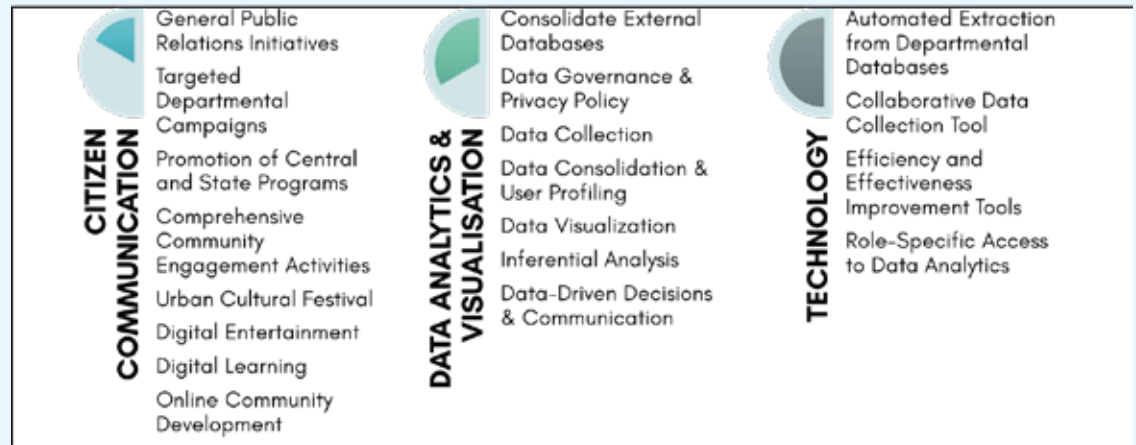 CITIZEN
COMMUNICATION
General Public
Relations Initiatives
Targeted
Departmental
Campaigns
Promotion of Central
and State Programs
Comprehensive
Community
Engagement Activities
Urban Cultural Festival
Digital Entertainment
Digital Learning
Online Community
Development
DATA ANALYTICS &
VISUALISATION
Consolidate External
Databases
Data Governance &
Privacy Policy
Data Collection
Data Consolidation &
User Profiling
Data Visualization
Inferential Analysis
Data-Driven Decisions
& Communication
TECHNOLOGY
Automated Extraction
from Departmental
Databases
Collaborative Data
Collection Tool
Efficiency and
Effectiveness
Improvement Tools
Role-Specific Access
to Data Analytics